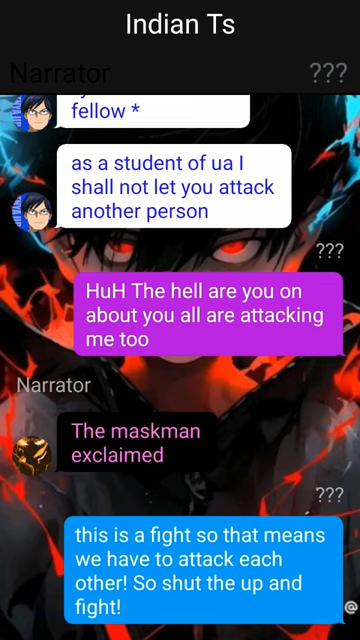 Indian Ts
Narrator
???
fellow *
as a student of ua I
shall not let you attack
another person
???
HuH The hell are you on
about you all are attacking
me too
Narrator
The maskman
exclaimed
???
this is a fight so that means
we have to attack each
other! So shut the up and
fight!
@